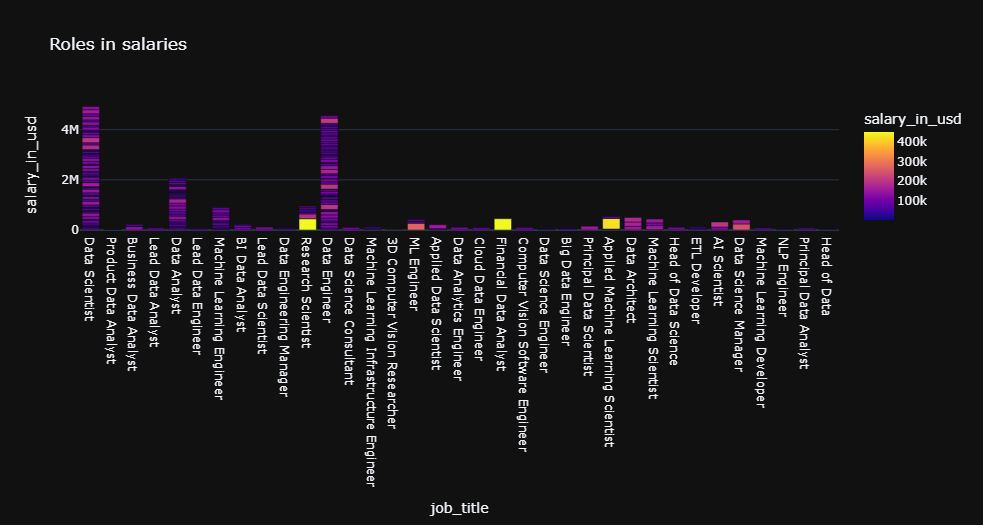 Roles in salaries
salary_in_usd
4M
2M
0
Data Scientist
Product Data Analyst
Business Data Analyst
Lead Data Analyst
Data Analyst
Lead Data Engineer
Machine Learning Engineer
BI Data Analyst
Lead Data Scientist
Data Engineering Manager
Research Scientist
Data Engineer
Data Science Consultant
Machine Learning Infrastructure Engineer
3D Computer Vision Researcher
ML Engineer
Applied Data Scientist
Data Analytics Engineer
Cloud Data Engineer
Financial Data Analyst
Computer Vision Software Engineer
Data Science Engineer
Big Data Engineer
Principal Data Scientist
Applied Machine Learning Scientist
Data Architect
Machine Learning Scientist
Head of Data Science
ETL Developer
AI Scientist
Data Science Manager
Machine Learning Developer
NLP Engineer
Principal Data Analyst
Head of Data
job_title
salary_in_usd
400k
300k
200k
100k